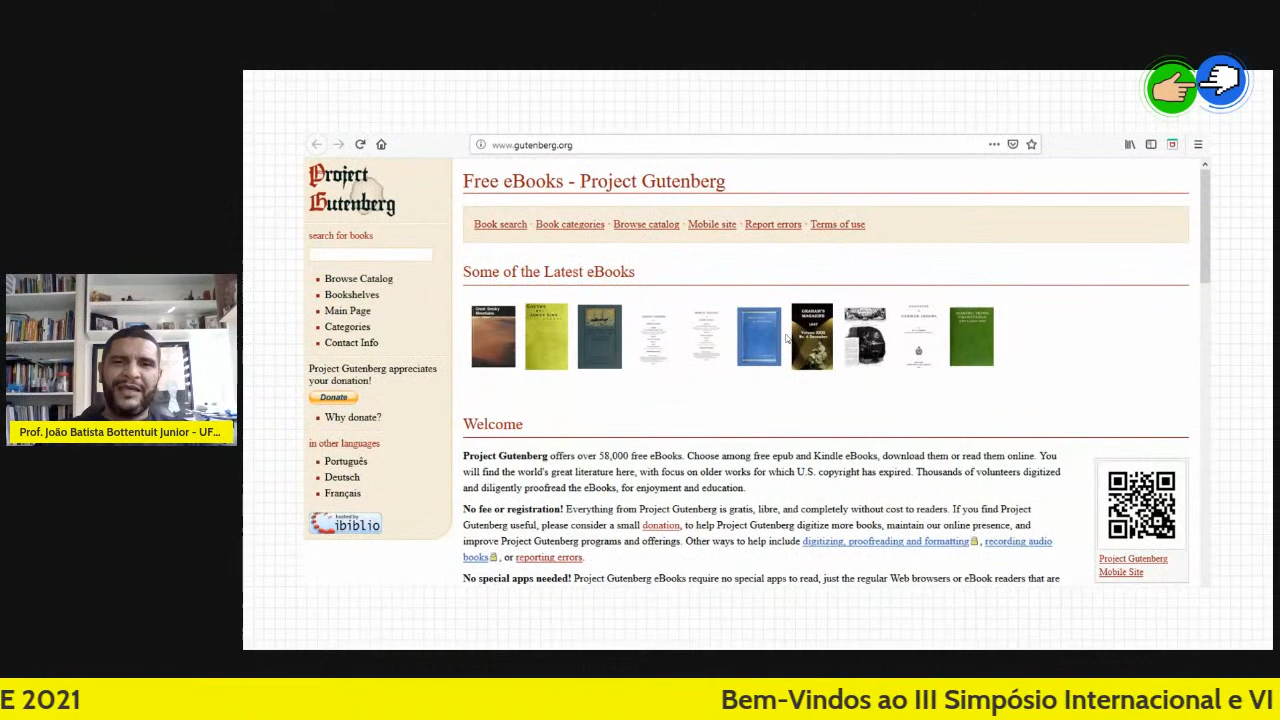 www.gutenberg.org
Project
Gutenberg
search for books
Browse Catalog
Bookshelves
Main Page
Categories
Contact Info
Project Gutenberg appreciates
your donation!
Donate
Why donate?
in other languages
Português
Deutsch
Français
hosted by
ibiblio
Free eBooks - Project Gutenberg
Book search · Book categories · Browse catalog · Mobile site · Report errors · Terms of use
Some of the Latest eBooks
Great Smoky
Mountains
GRAHAM'S
MAGAZINE
1847
Welcome
Project Gutenberg offers over 58,000 free eBooks. Choose among free epub and Kindle eBooks, download them or read them online. You
will find the world's great literature here, with focus on older works for which U.S. copyright has expired. Thousands of volunteers digitized
and diligently proofread the eBooks, for enjoyment and education.
No fee or registration! Everything from Project Gutenberg is gratis, libre, and completely without cost to readers. If you find Project
Gutenberg useful, please consider a small donation, to help Project Gutenberg digitize more books, maintain our online presence, and
improve Project Gutenberg programs and offerings. Other ways to help include digitizing, proofreading and formatting, recording audio
books, or reporting errors.
No special apps needed! Project Gutenberg eBooks require no special apps to read, just the regular Web browsers or eBook readers that are
Project Gutenberg
Mobile Site
Prof. João Batista Bottentuit Junior - UF...
E 2021
Bem-Vindos ao III Simpósio Internacional e VI